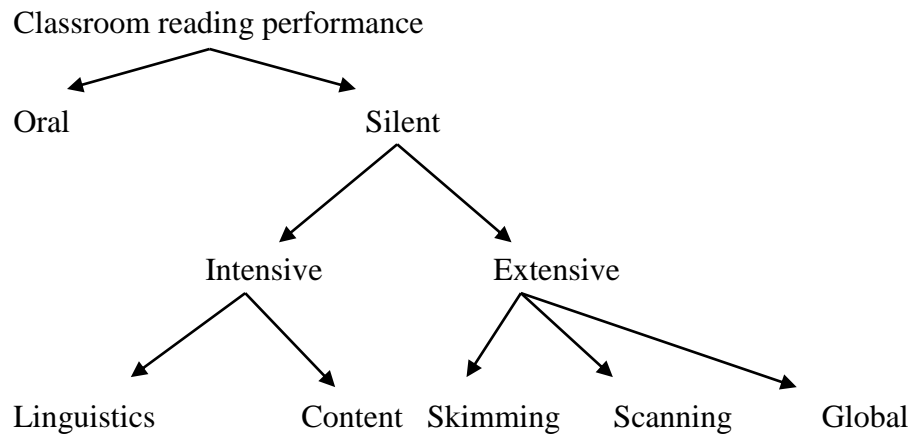 Classroom reading performance
Oral Silent
Intensive Extensive
Linguistics Content Skimming Scanning Global